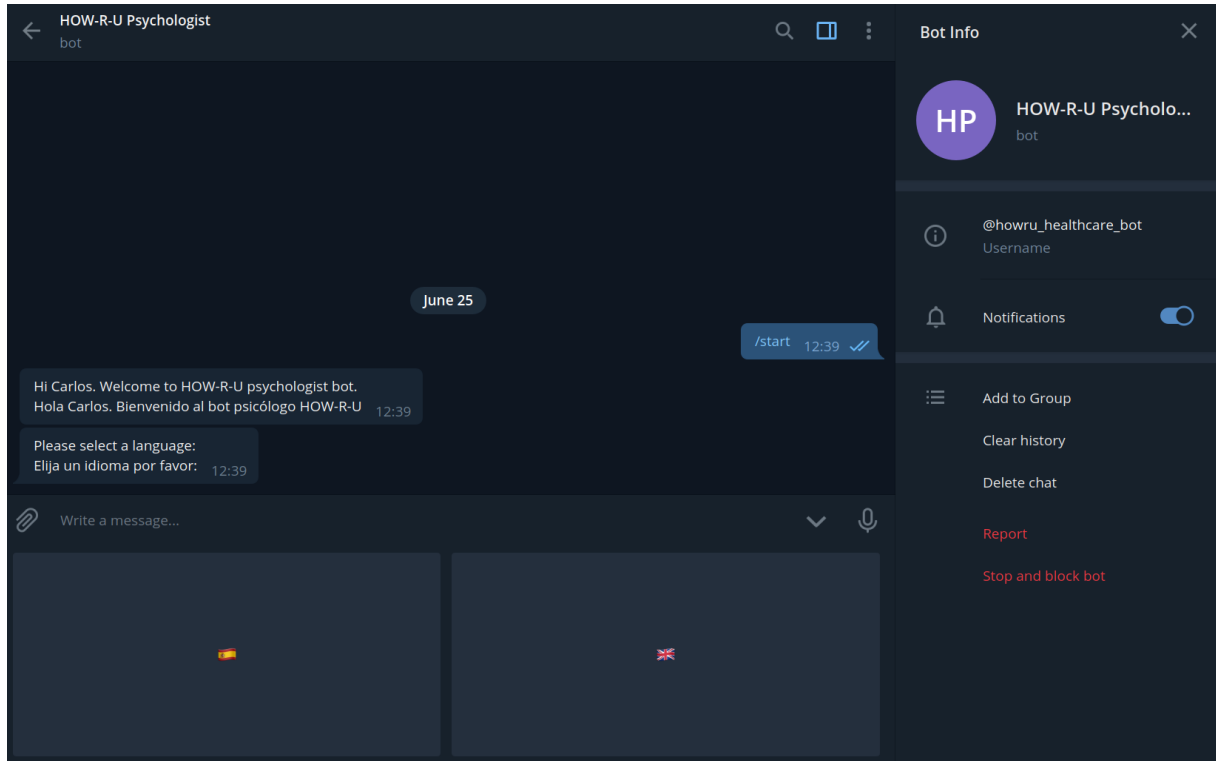 HOW-R-U Psychologist
bot
June 25
/start 12:39
Hi Carlos. Welcome to HOW-R-U psychologist bot.
Hola Carlos. Bienvenido al bot psicólogo HOW-R-U 12:39
Please select a language:
Elija un idioma por favor: 12:39
Write a message...
Bot Info
HP
HOW-R-U Psycholo...
bot
@howru_healthcare_bot
Username
Notifications
Add to Group
Clear history
Delete chat
Report
Stop and block bot